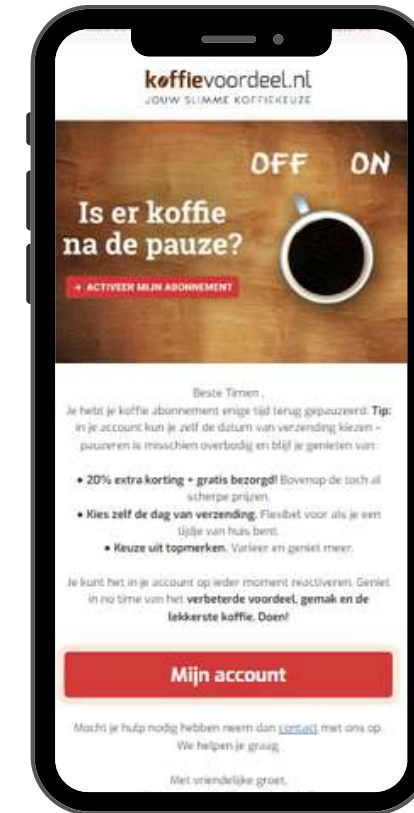 koffievoordeel.nl
JOUW SLIMME KOFFIEKEUZE
OFF ON
Is er koffie
na de pauze?
→ ACTIVEER MIJN ABONNEMENT
Beste Timen ,
Je hebt je koffie abonnement enige tijd terug gepauzeerd. Tip:
in je account kun je zelf de datum van verzending kiezen –
pauzeren is misschien overbodig en blijf je genieten van:
● 20% extra korting + gratis bezorgd! Bovenop de toch al
scherpe prijzen.
● Kies zelf de dag van verzending. Flexibel voor als je een
tijdje van huis bent.
● Keuze uit topmerken. Varieer en geniet meer.
Je kunt het in je account op ieder moment reactiveren. Geniet
in no time van het verbeterde voordeel, gemak en de
lekkerste koffie. Doen!
Mijn account
Mocht je hulp nodig hebben neem dan contact met ons op.
We helpen je graag.
Met vriendelijke groet,